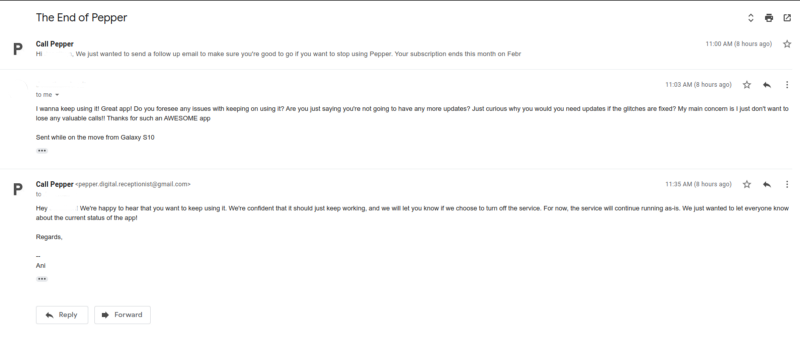 The End of Pepper
P
Call Pepper
11:00 AM (8 hours ago)
Hi , We just wanted to send a follow up email to make sure you're good to go if you want to stop using Pepper. Your subscription ends this month on Febr
11:03 AM (8 hours ago)
to me
I wanna keep using it! Great app! Do you foresee any issues with keeping on using it? Are you just saying you're not going to have any more updates? Just curious why you would you need updates if the glitches are fixed? My main concern is I just don't want to
lose any valuable calls!! Thanks for such an AWESOME app
Sent while on the move from Galaxy S10
•••
P
Call Pepper <pepper.digital.receptionist@gmail.com>
11:35 AM (8 hours ago)
to
Hey ! We're happy to hear that you want to keep using it. We're confident that it should just keep working, and we will let you know if we choose to turn off the service. For now, the service will continue running as-is. We just wanted to let everyone know
about the current status of the app!
Regards,
--
Ani
•••
Reply
Forward